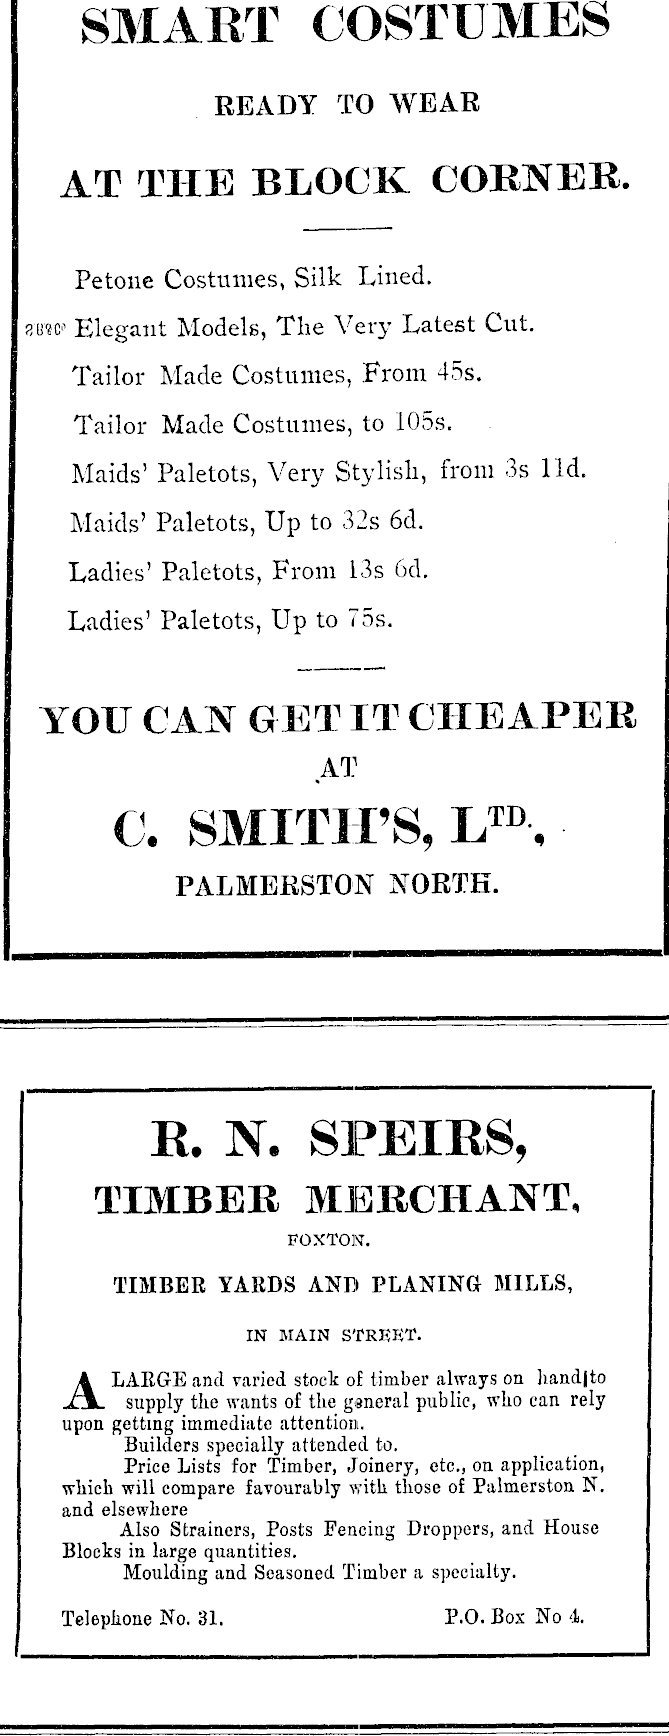 SMART COSTUMES
READY TO WEAR
AT THE BLOCK CORNER.
Petone Costumes, Silk Lined.
Elegant Models, The Very Latest Cut.
Tailor Made Costumes, From 45s.
Tailor Made Costumes, to 105s.
Maids' Paletots, Very Stylish, from 3s 11d.
Maids' Paletots, Up to 32s 6d.
Ladies' Paletots, From 13s 6d.
Ladies' Paletots, Up to 75s.
YOU CAN GET IT CHEAPER
AT
C. SMITH'S, LTD.,
PALMERSTON NORTH.
R. N. SPEIRS,
TIMBER MERCHANT,
FOXTON.
TIMBER YARDS AND PLANING MILLS,
IN MAIN STREET.
A LARGE and varied stock of timber always on hand to
supply the wants of the general public, who can rely
upon getting immediate attention.
Builders specially attended to.
Price Lists for Timber, Joinery, etc., on application,
which will compare favourably with those of Palmerston N.
and elsewhere
Also Strainers, Posts Fencing Droppers, and House
Blocks in large quantities.
Moulding and Seasoned Timber a specialty.
Telephone No. 31. P.O. Box No 4.